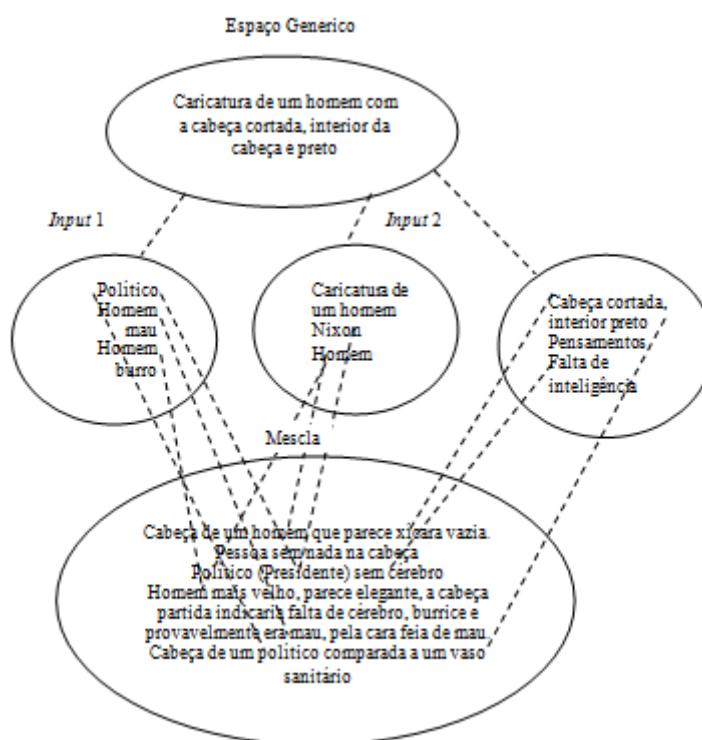 Espaço Generico
Caricatura de um homem com
a cabeça cortada, interior da
cabeça e preto
Input 1
Input 2
Politico
Homem
mau
Homem
burro
Caricatura de
um homem
Nixon
Homem
Cabeça cortada,
interior preto
Pensamentos
Falta de
inteligência
Mescla
Cabeça de um homem que parece xícara vazia.
Pessoa sem nada na cabeça
Politico (Presidente) sem cérebro
Homem mais velho, parece elegante, a cabeça
partida indicaria falta de cérebro, burrice e
provavelmente era mau, pela cara feia de mau.
Cabeça de um politico comparada a um vaso
sanitário